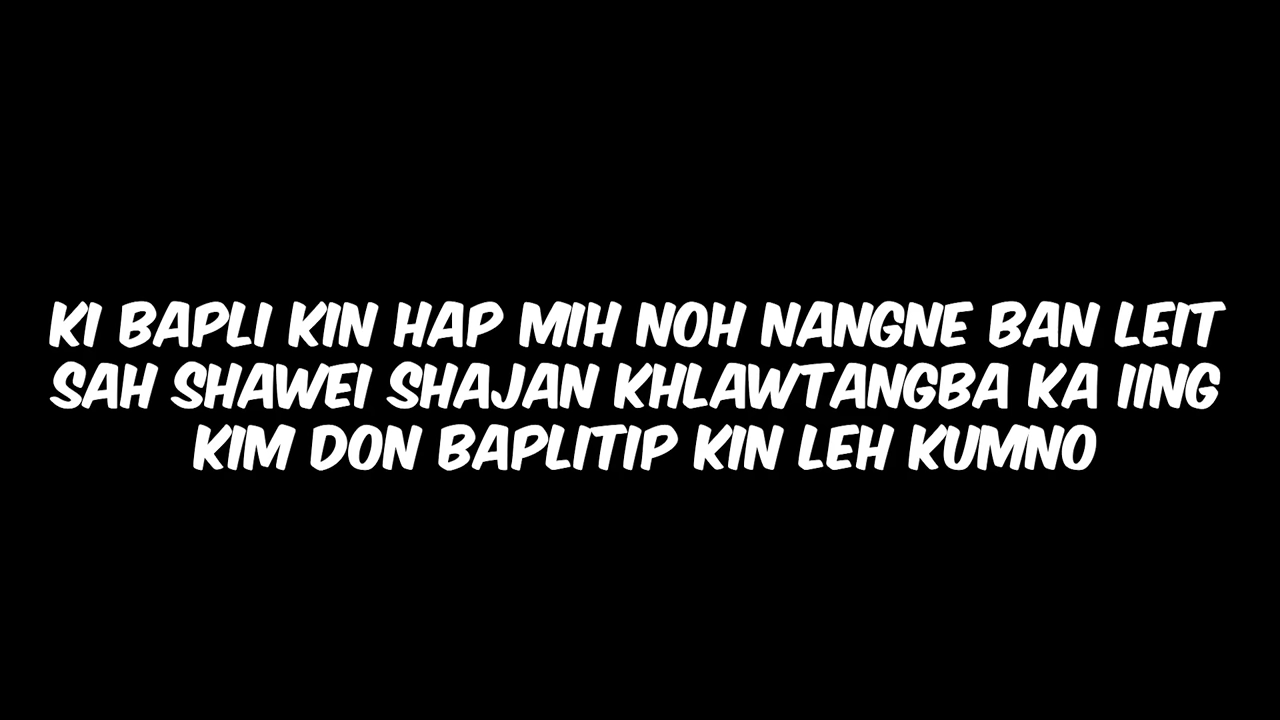 KI BAPLI KIN HAP MIH NOH NANGNE BAN LEIT
SAH SHAWEI SHAJAN KHLAWTANGBA KA IING
KIM DON BAPLITIP KIN LEH KUMNO